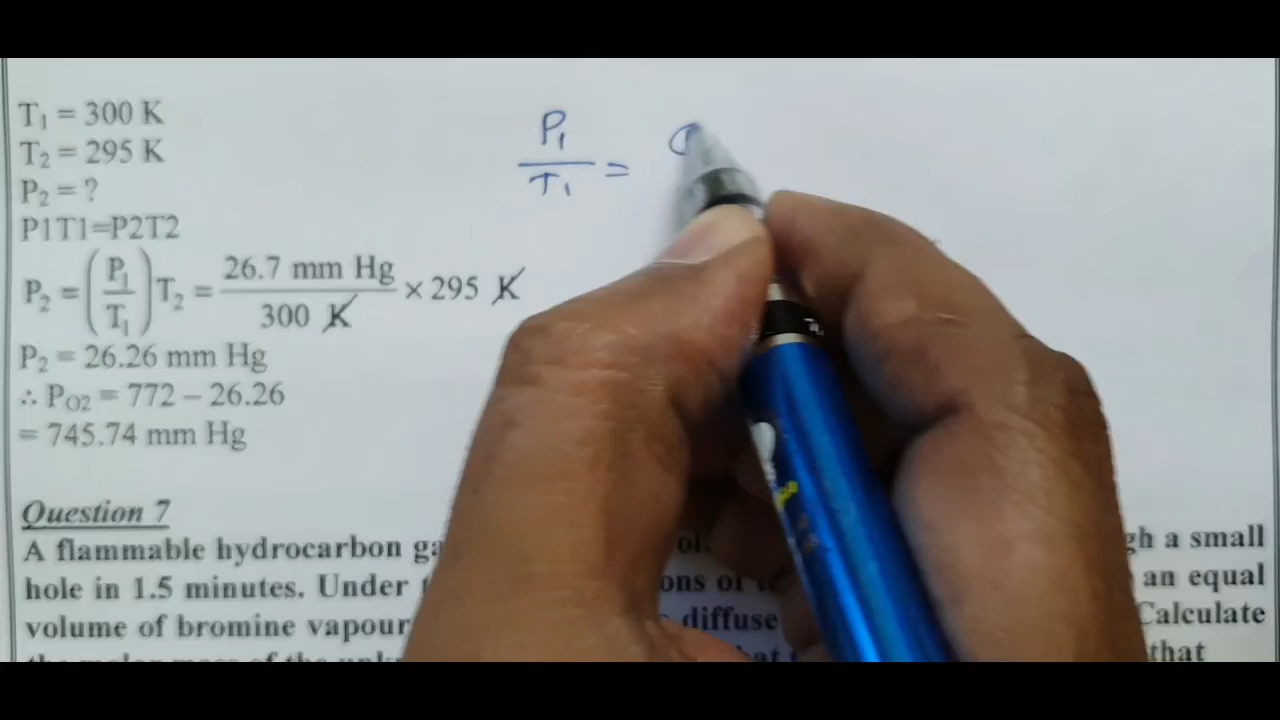 T₁ = 300 K
T₂ = 295 K
P₂ = ?
P1T1=P2T2
P₂ = (P₁/T₁) T₂ = 26.7 mm Hg / 300 K × 295 K
P₂ = 26.26 mm Hg
∴ P_O2 = 772 – 26.26
= 745.74 mm Hg
P₁/T₁ =
Question 7
A flammable hydrocarbon a small
hole in 1.5 minutes. Under an equal
volume of bromine vapour diffuse Calculate
that